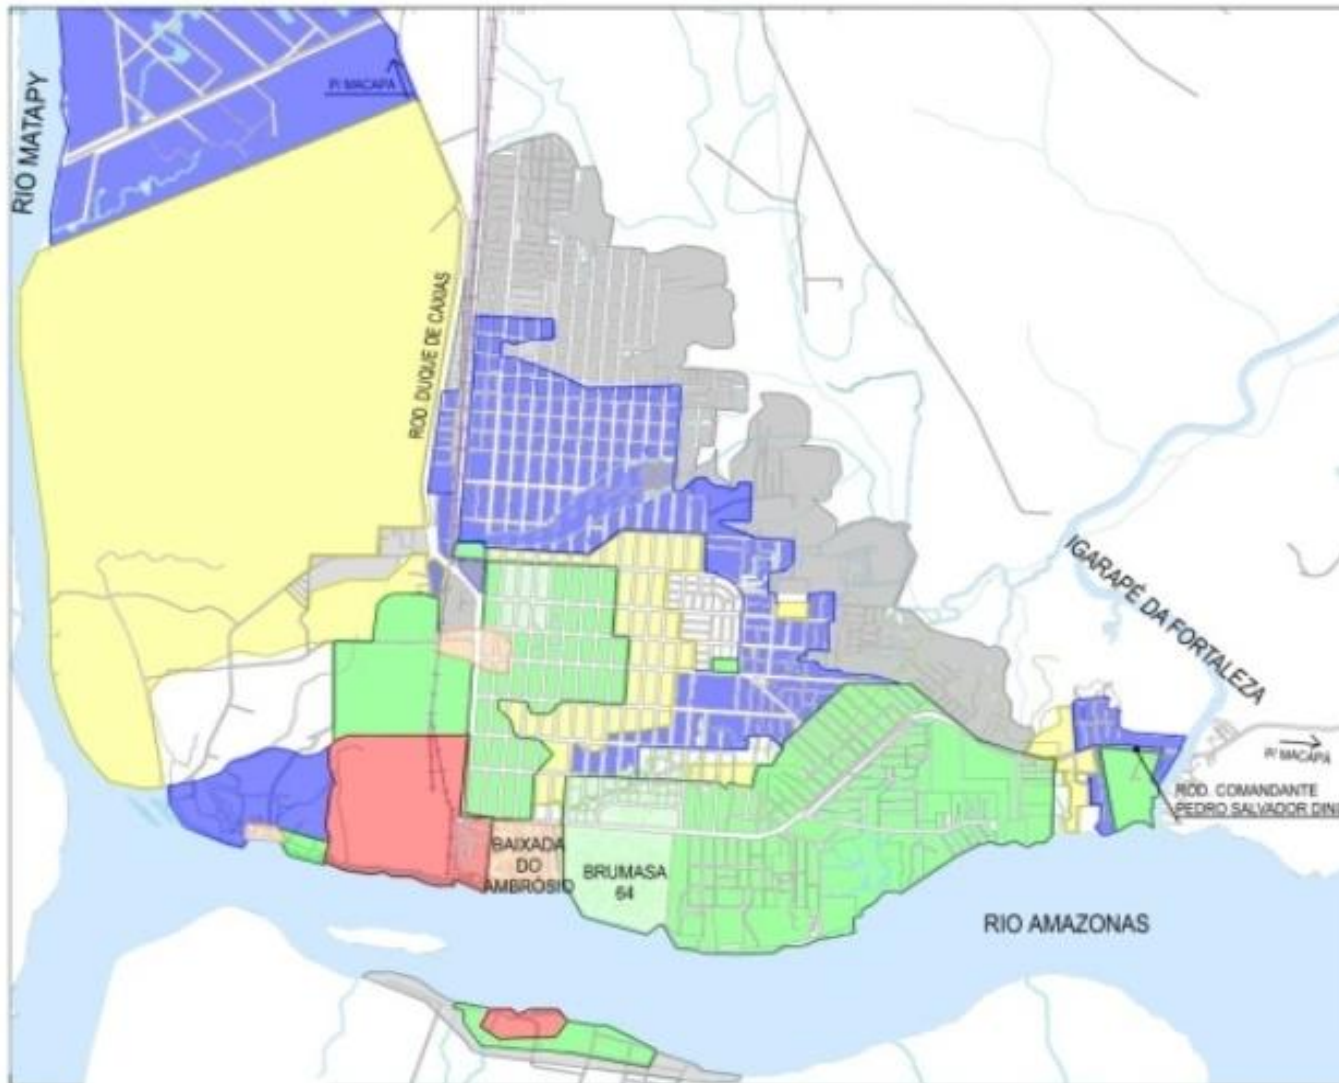 P/ MACAPÁ
RIO MATAPY
ROD. DUQUE DE CAXIAS
IGARAPÉ DA FORTALEZA
P/ MACAPÁ
ROD. COMANDANTE
PEDRO SALVADOR DINI
BAIXADA
DO
AMBRÓSIO
BRUMASA
64
RIO AMAZONAS